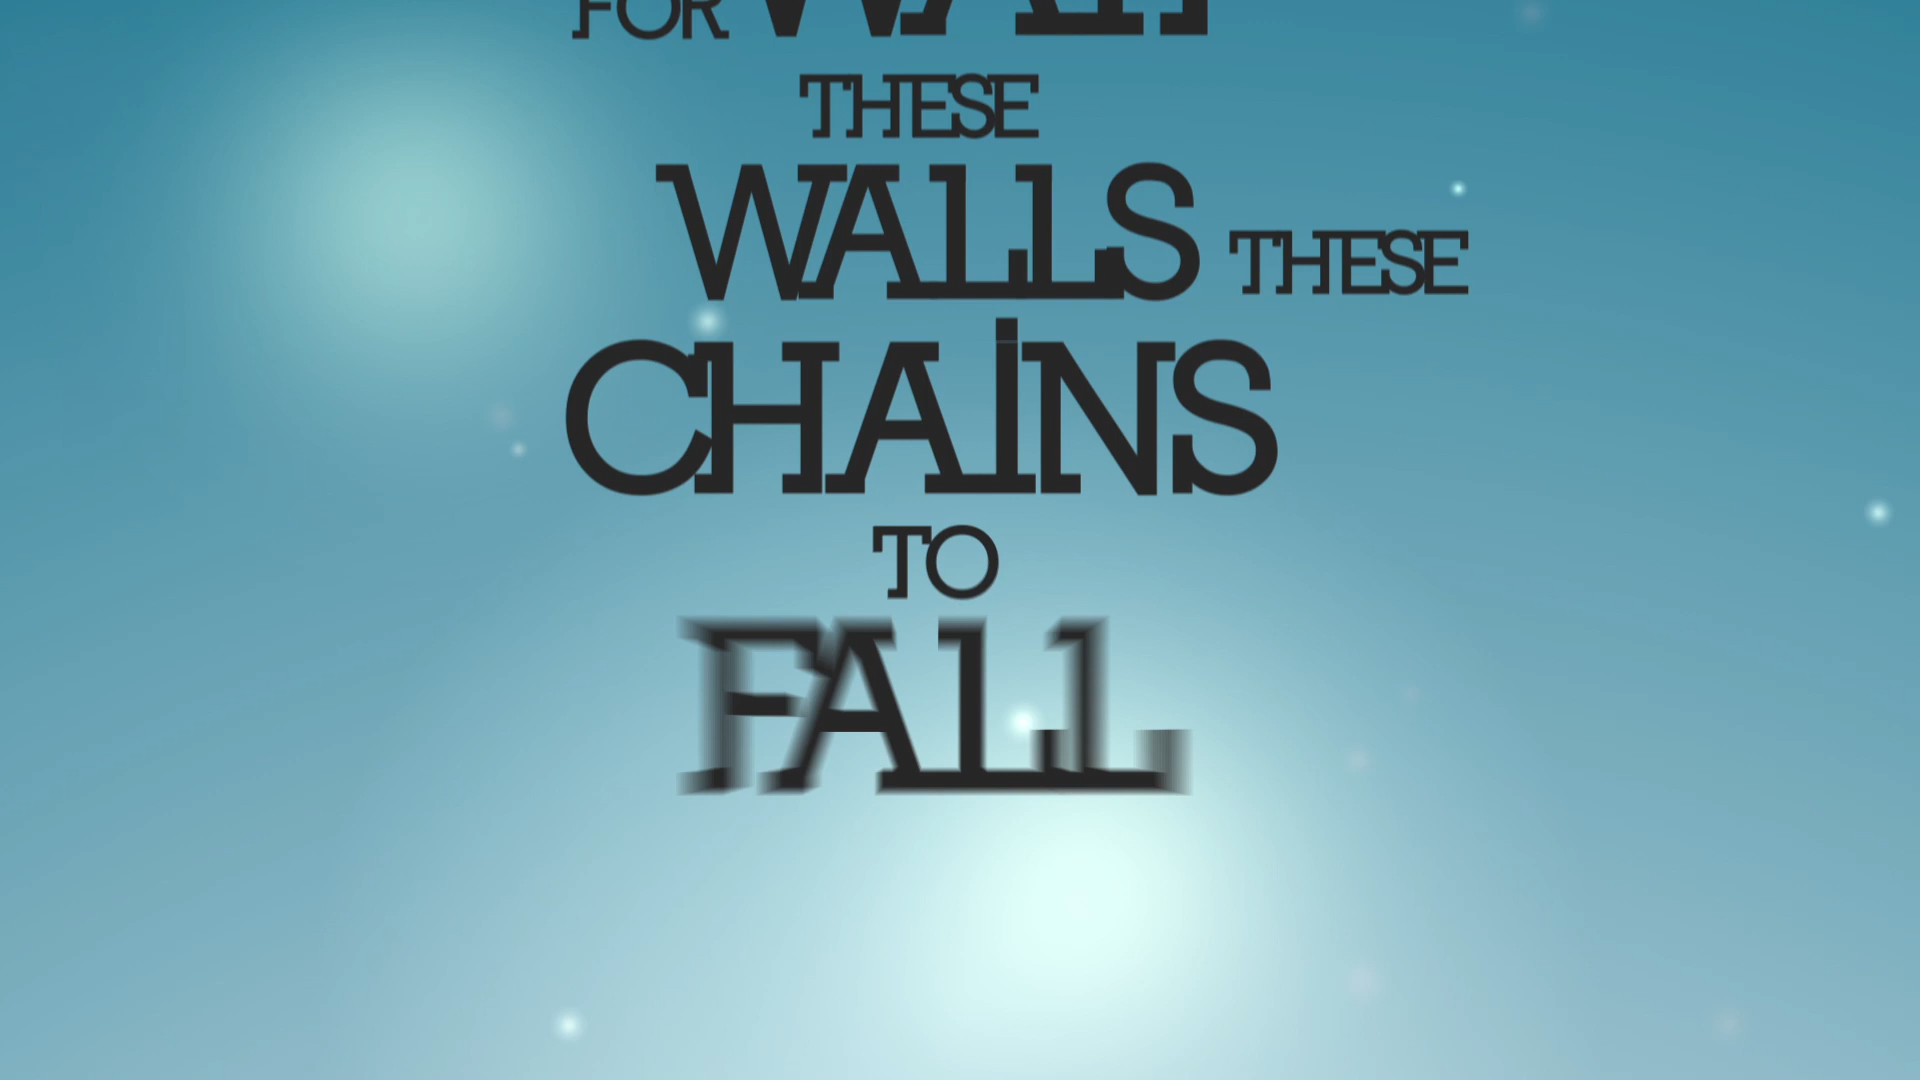 FOR
THESE
WALLS THESE
CHAINS
TO
FALL